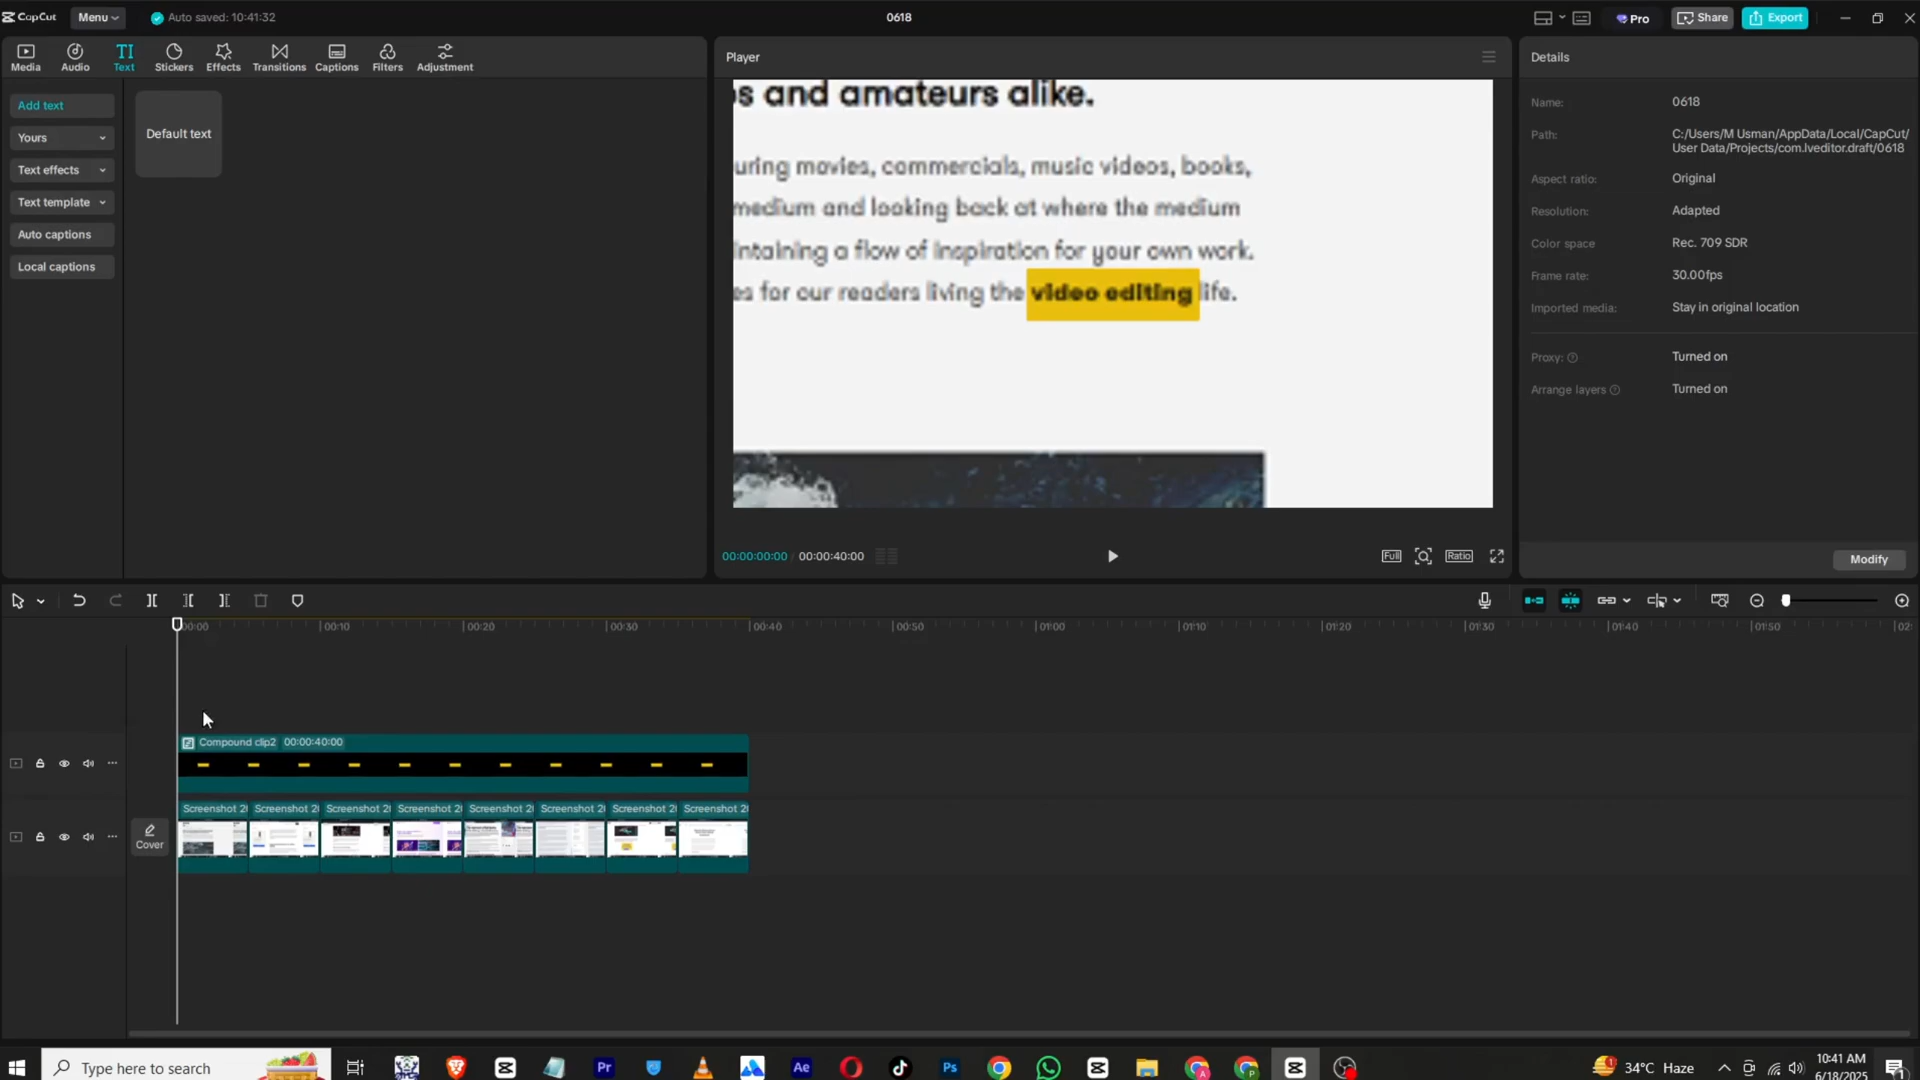 CapCut
Menu
Auto saved: 10:41:32
0618
Pro
Share
Export
Media
Audio
TI
Text
Stickers
Effects
Transitions
Captions
Filters
Adjustment
Add text
Yours
Text effects
Text template
Auto captions
Local captions
Default text
Player
s and amateurs alike.
uring movies, commercials, music videos, books,
medium and looking back at where the medium
intaining a flow of inspiration for your own work.
es for our readers living the video editing life.
00:00:00:00 / 00:00:40:00
Full
Ratio
Details
Name: 0618
Path: C:/Users/M Usman/AppData/Local/CapCut/
User Data/Projects/com.lveditor.draft/0618
Aspect ratio: Original
Resolution: Adapted
Color space Rec. 709 SDR
Frame rate: 30.00fps
Imported media: Stay in original location
Proxy: Turned on
Arrange layers Turned on
Modify
00:00 00:10 00:20 00:30 00:40 00:50 01:00 01:10 01:20 01:30 01:40 01:50 02:
Compound clip2 00:00:40:00
Screenshot 2 Screenshot 2 Screenshot 2 Screenshot 2 Screenshot 2 Screenshot 2 Screenshot 2 Screenshot 2
Cover
Type here to search
Pr
Ae
Ps
34°C Haze
10:41 AM
6/18/2025